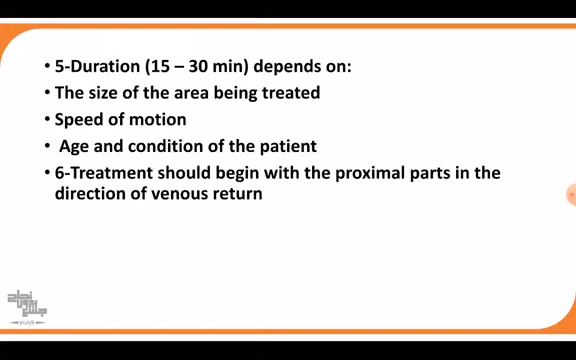 • 5-Duration (15 – 30 min) depends on:
• The size of the area being treated
• Speed of motion
• Age and condition of the patient
• 6-Treatment should begin with the proximal parts in the
direction of venous return